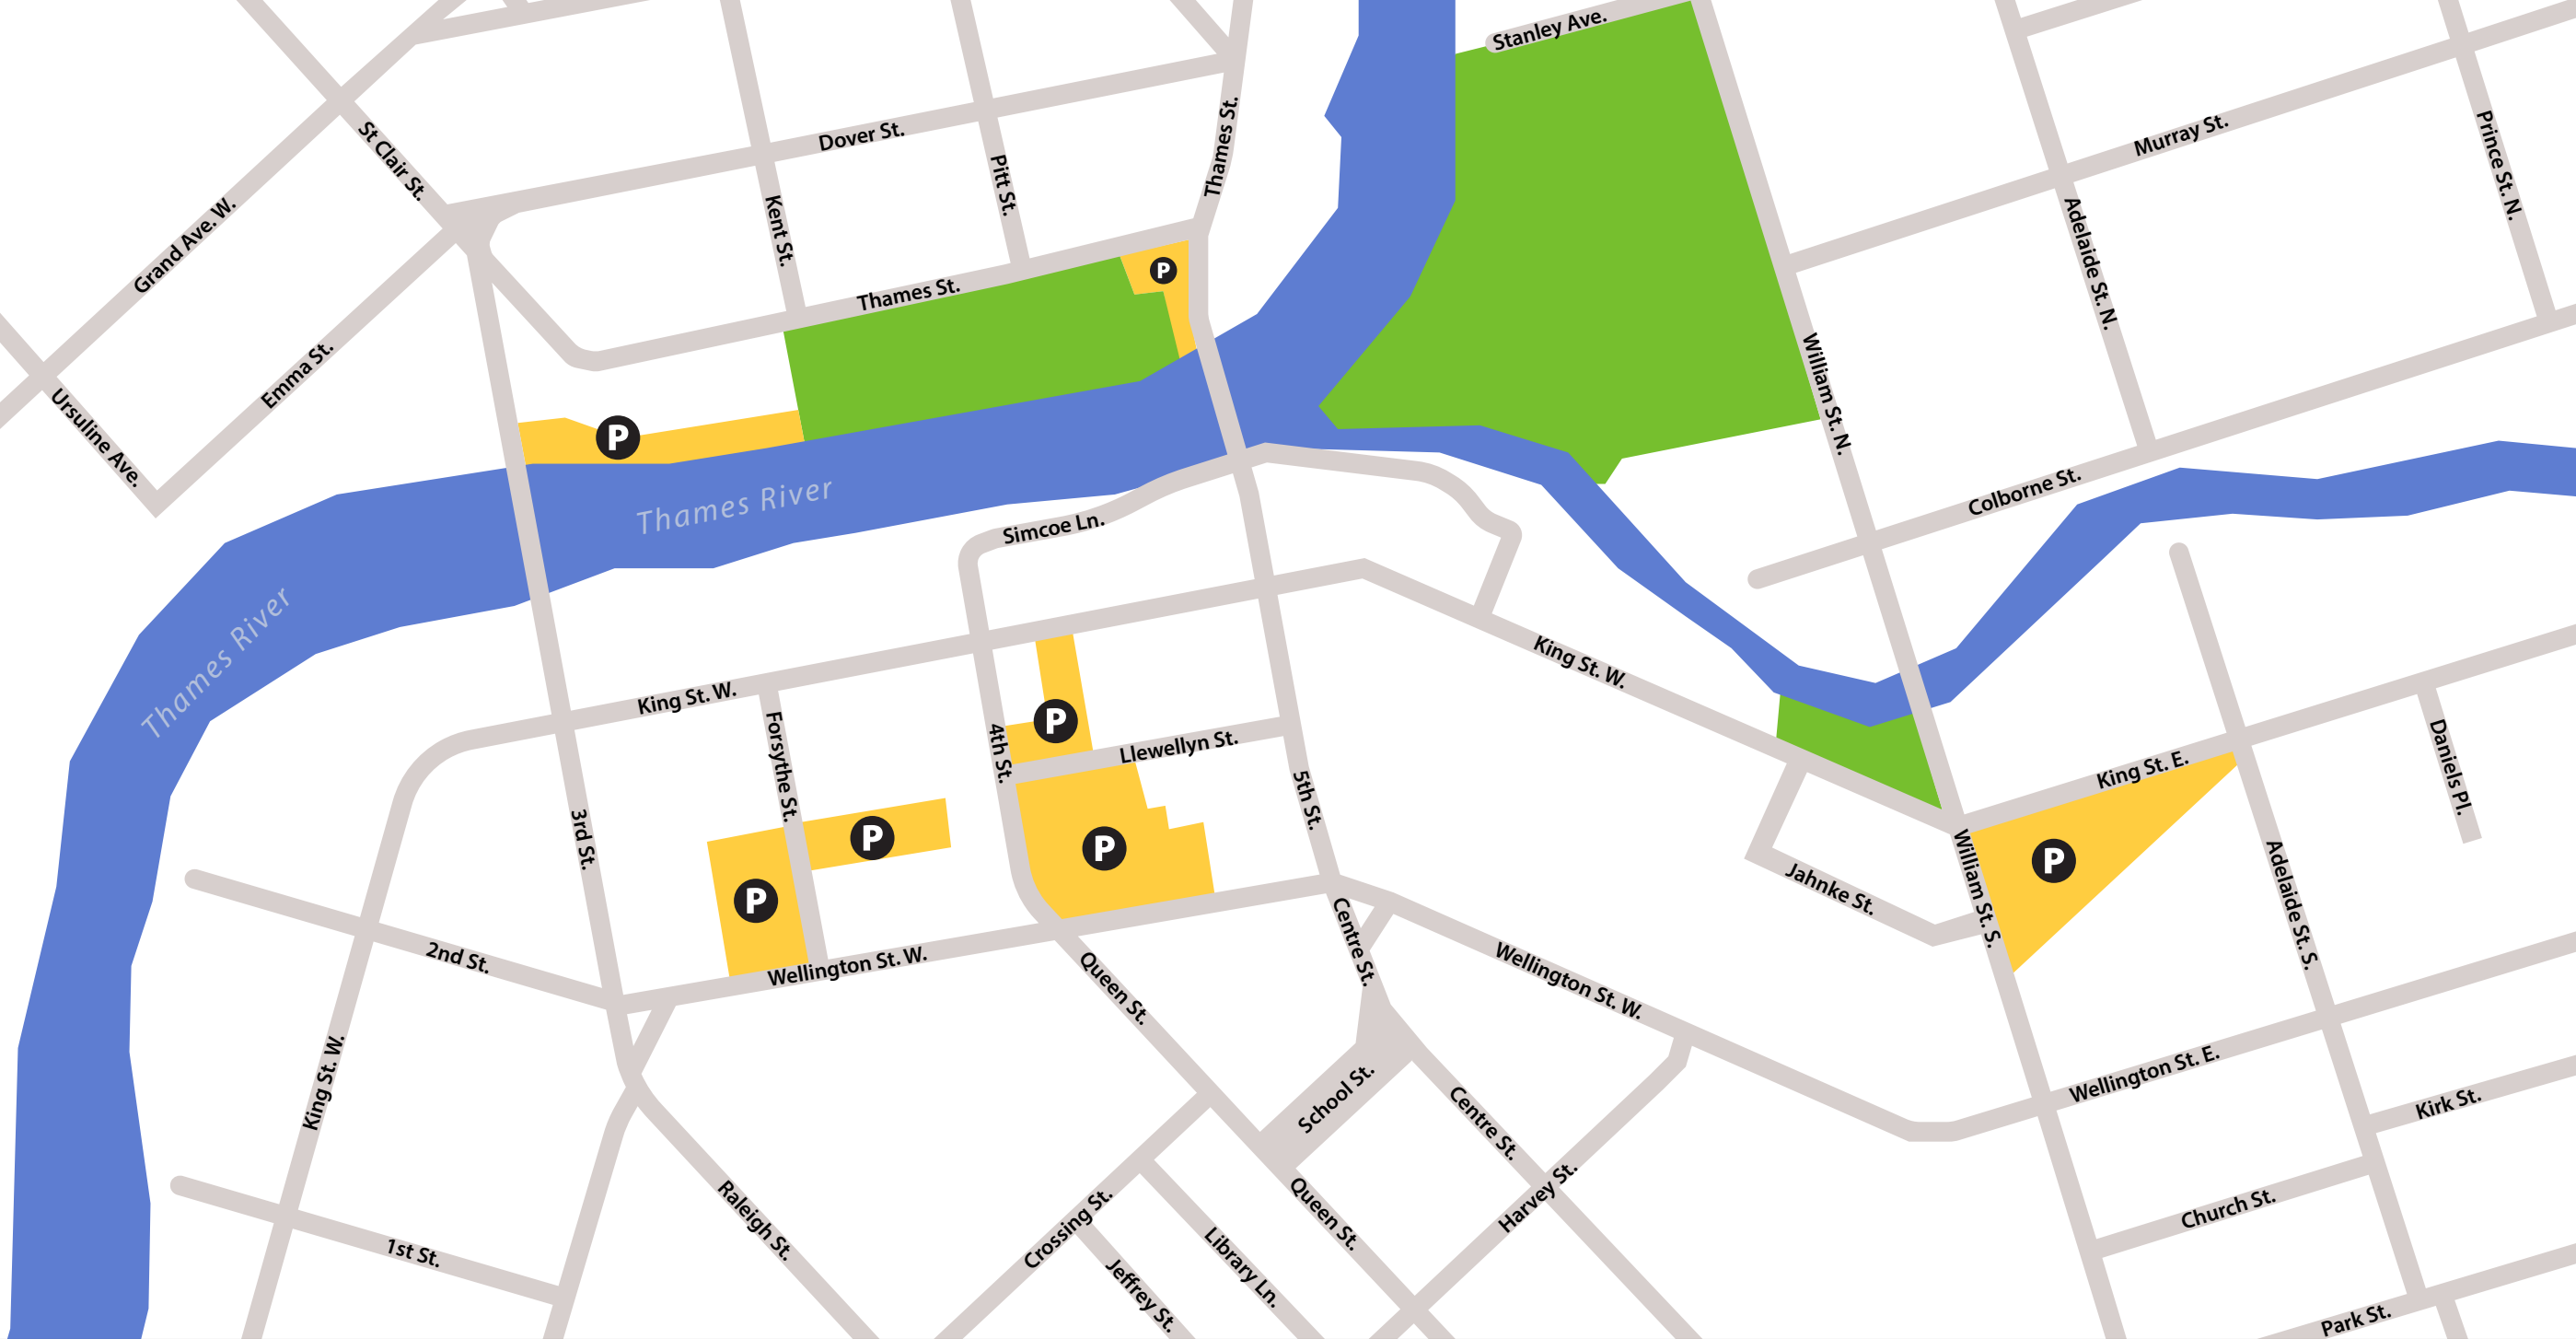 Stanley Ave.
Dover St.
Thames St.
St Clair St.
Murray St.
Prince St. N.
Pitt St.
Kent St.
Grand Ave. W.
Adelaide St. N.
P
Thames St.
William St. N.
Emma St.
Ursuline Ave.
P
Thames River
Colborne St.
Simcoe Ln.
Thames River
King St. W.
King St. W.
P
4th St.
Llewellyn St.
Forsythe St.
King St. E.
Daniels Pl.
5th St.
3rd St.
P
P
P
P
Jahnke St.
William St. S.
Adelaide St. S.
2nd St.
Wellington St. W.
Centre St.
Queen St.
Wellington St. W.
King St. W.
School St.
Centre St.
Wellington St. E.
Kirk St.
Raleigh St.
Crossing St.
Queen St.
Harvey St.
Church St.
1st St.
Library Ln.
Jeffrey St.
Park St.